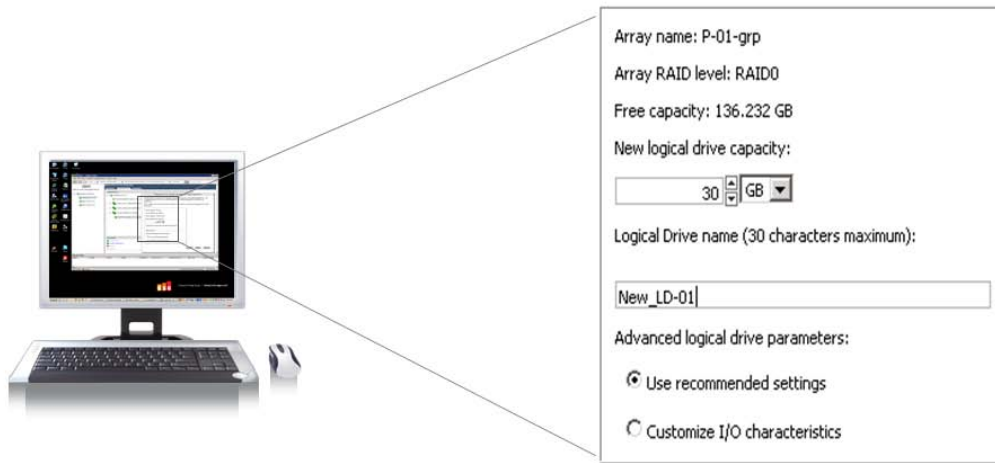 Array name: P-01-grp
Array RAID level: RAID0
Free capacity: 136.232 GB
New logical drive capacity:
30 GB
Logical Drive name (30 characters maximum):
New_LD-01
Advanced logical drive parameters:
Use recommended settings
Customize I/O characteristics